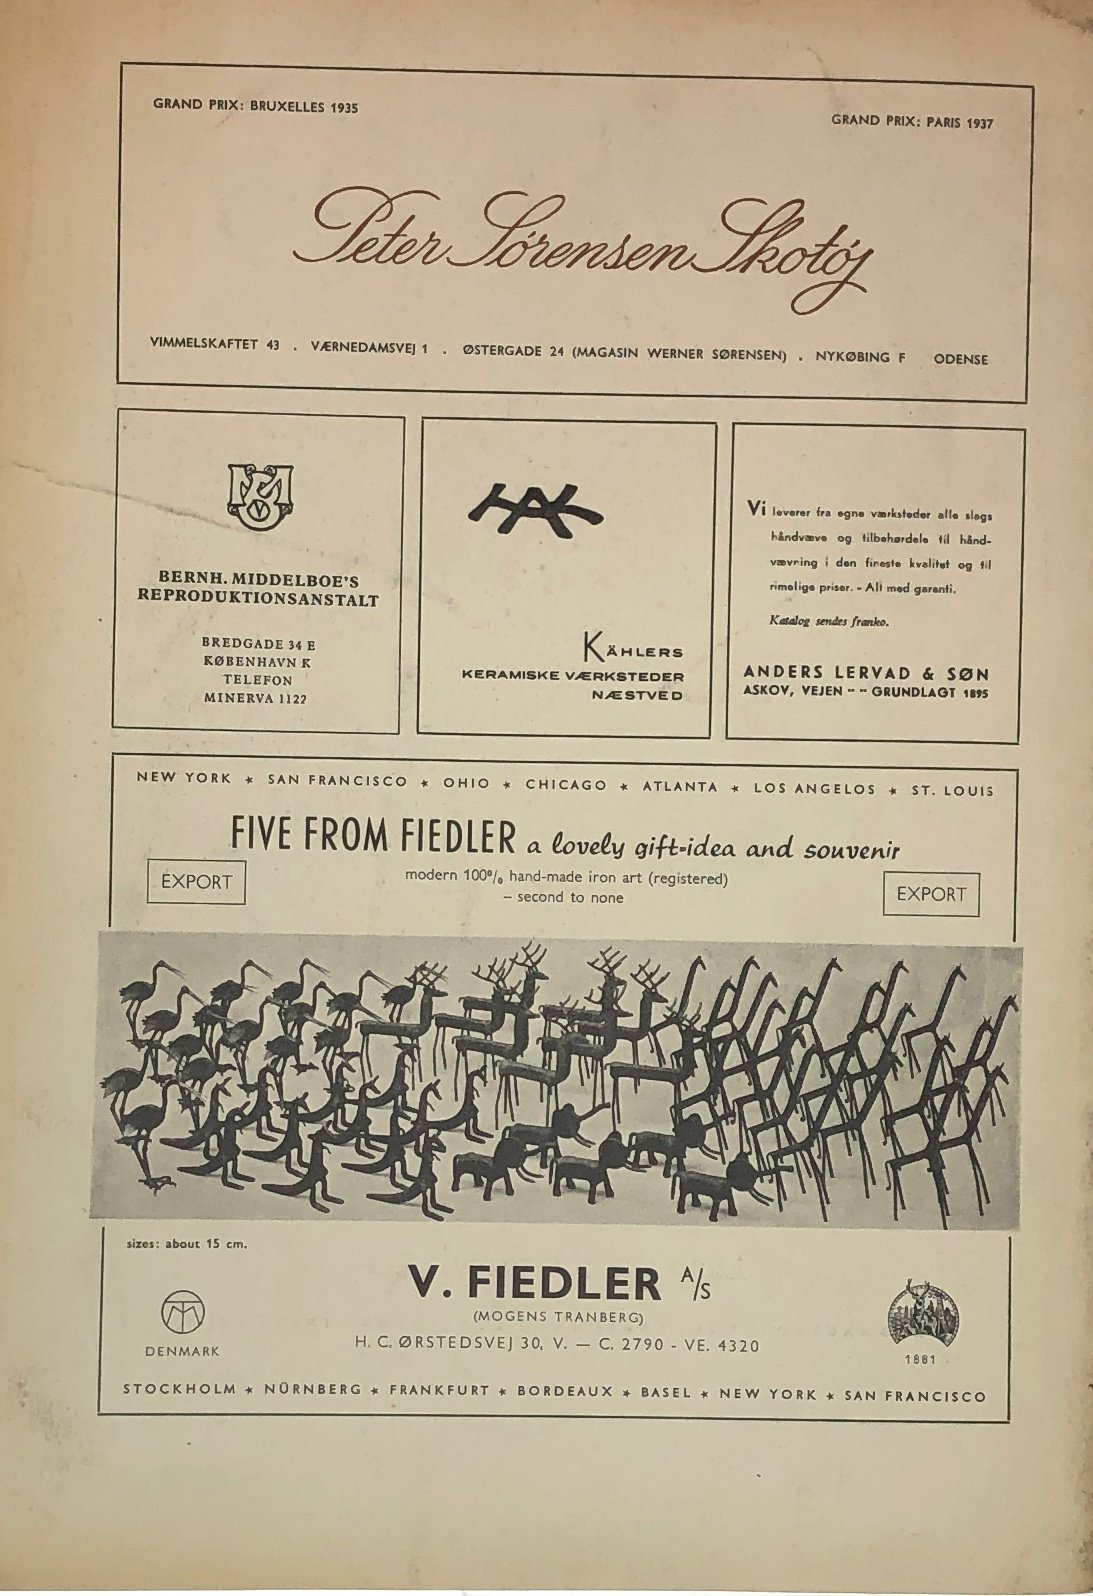 GRAND PRIX: BRUXELLES 1935
GRAND PRIX: PARIS 1937
Peter Sörensen Skotöj
VIMMELSKAFTET 43 . VÆRNEDAMSVEJ 1 . ØSTERGADE 24 (MAGASIN WERNER SØRENSEN) . NYKØBING F ODENSE
BERNH. MIDDELBOE'S
REPRODUKTIONSANSTALT
BREDGADE 34 E
KØBENHAVN K
TELEFON
MINERVA 1122
HAK
KÄHLERS
KERAMISKE VÆRKSTEDER
NÆSTVED
Vi leverer fra egne værksteder alle slags
håndvæve og tilbehørdele til hånd-
vævning i den fineste kvalitet og til
rimelige priser. - Alt med garanti.
Katalog sendes franko.
ANDERS LERVAD & SØN
ASKOV, VEJEN -- -- GRUNDLAGT 1895
NEW YORK ★ SAN FRANCISCO ★ OHIO ★ CHICAGO ★ ATLANTA ★ LOS ANGELOS ★ ST. LOUIS
FIVE FROM FIEDLER a lovely gift-idea and souvenir
EXPORT
modern 100% hand-made iron art (registered)
– second to none
EXPORT
sizes: about 15 cm.
V. FIEDLER A/S
(MOGENS TRANBERG)
H. C. ØRSTEDSVEJ 30, V. — C. 2790 - VE. 4320
DENMARK
1881
STOCKHOLM ★ NÜRNBERG ★ FRANKFURT ★ BORDEAUX ★ BASEL ★ NEW YORK ★ SAN FRANCISCO